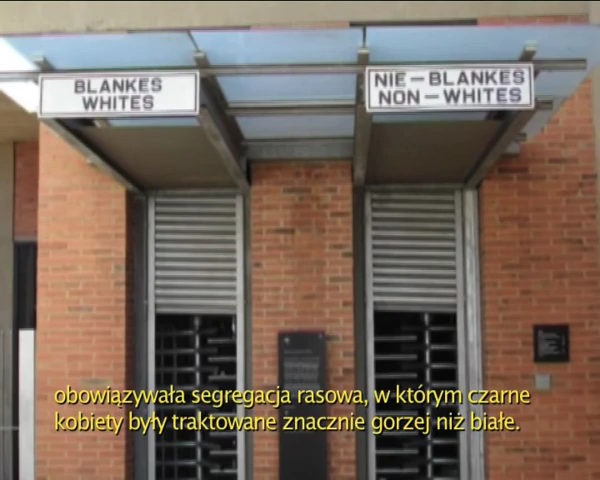 BLANKES
WHITES
NIE – BLANKES
NON – WHITES
obowiązywała segregacja rasowa, w którym czarne
kobiety były traktowane znacznie gorzej niż białe.